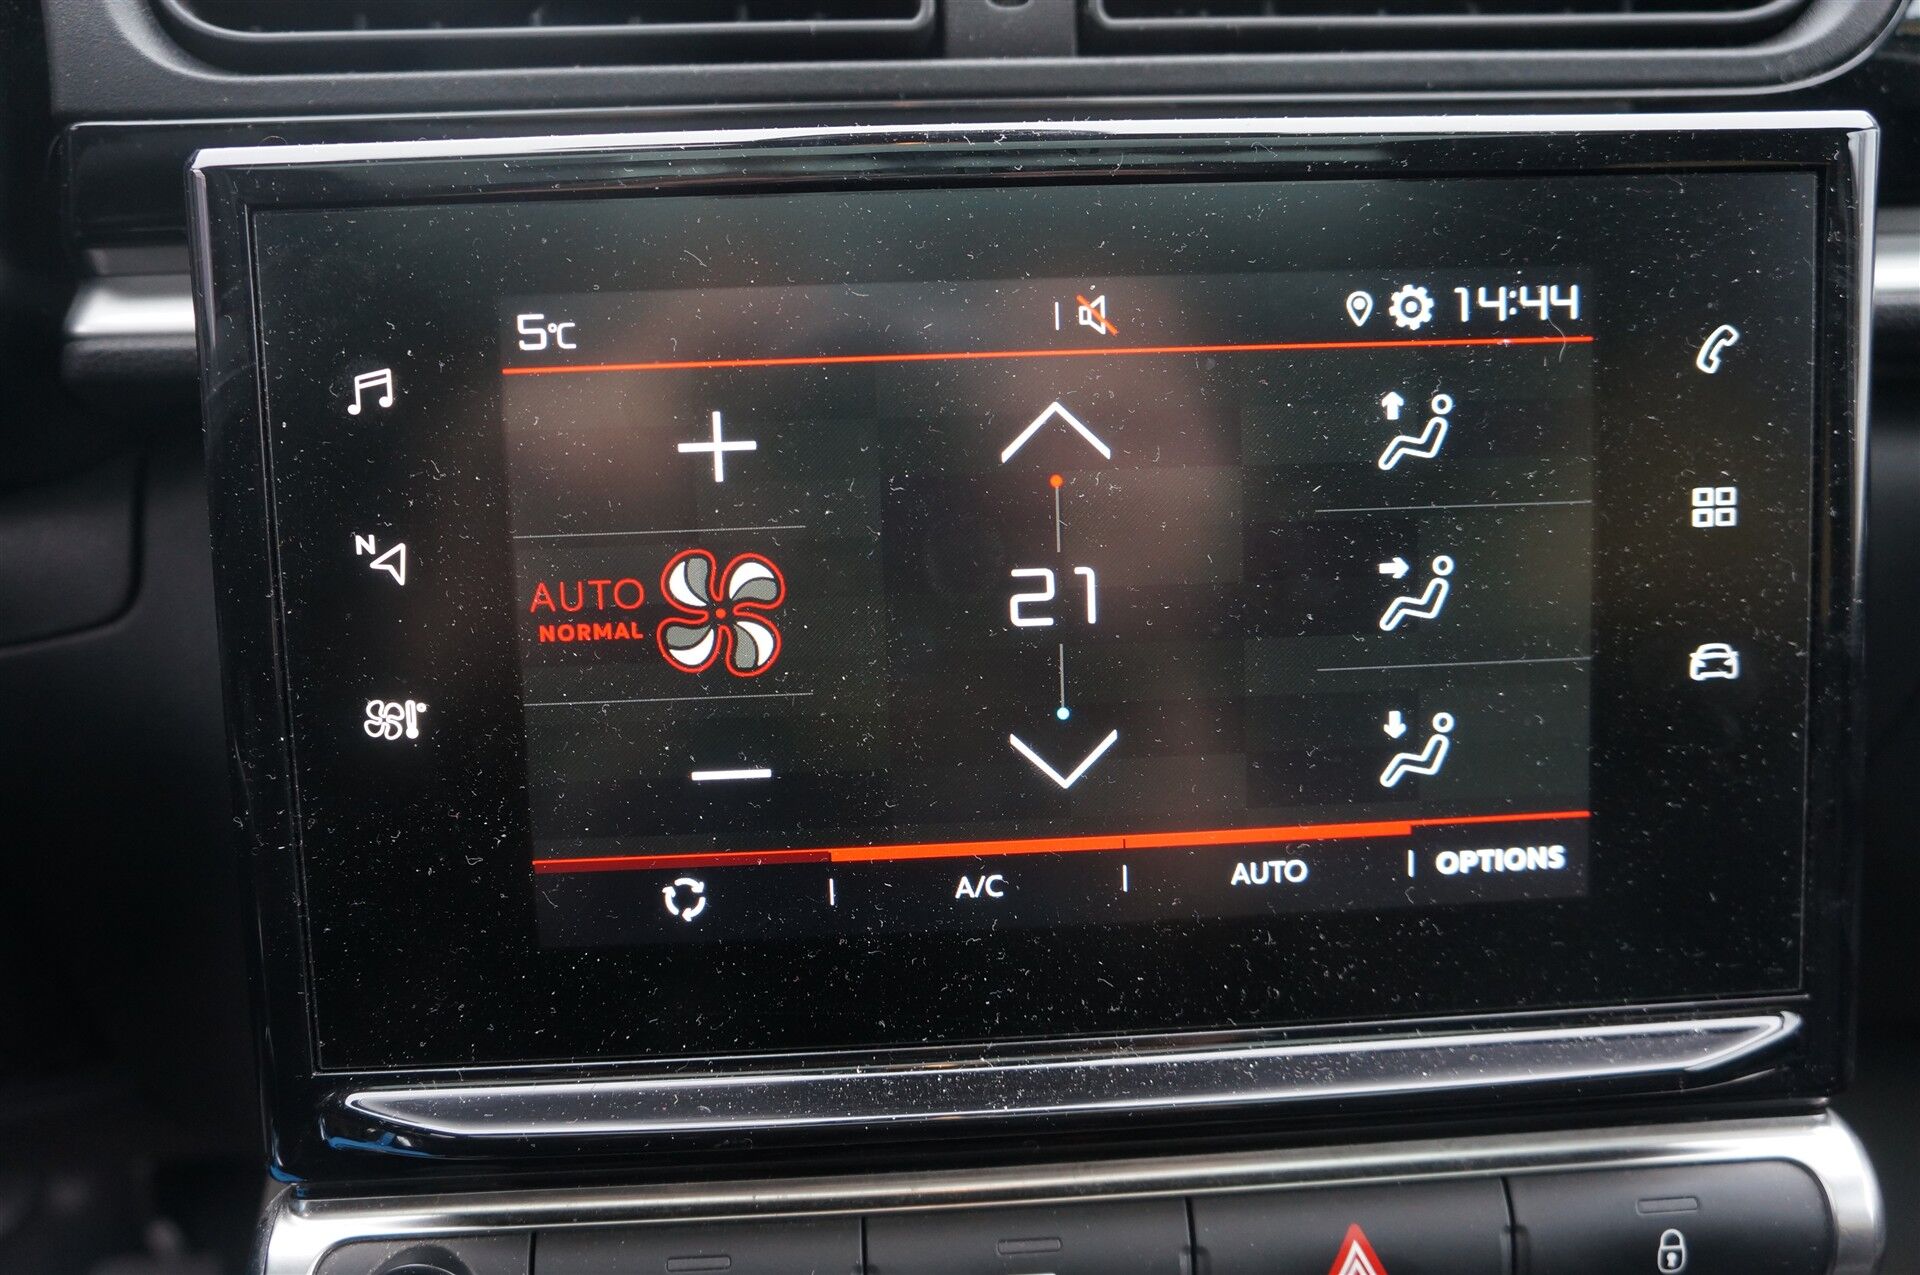 5°C
14:44
N
AUTO
NORMAL
21
A/C
AUTO
OPTIONS